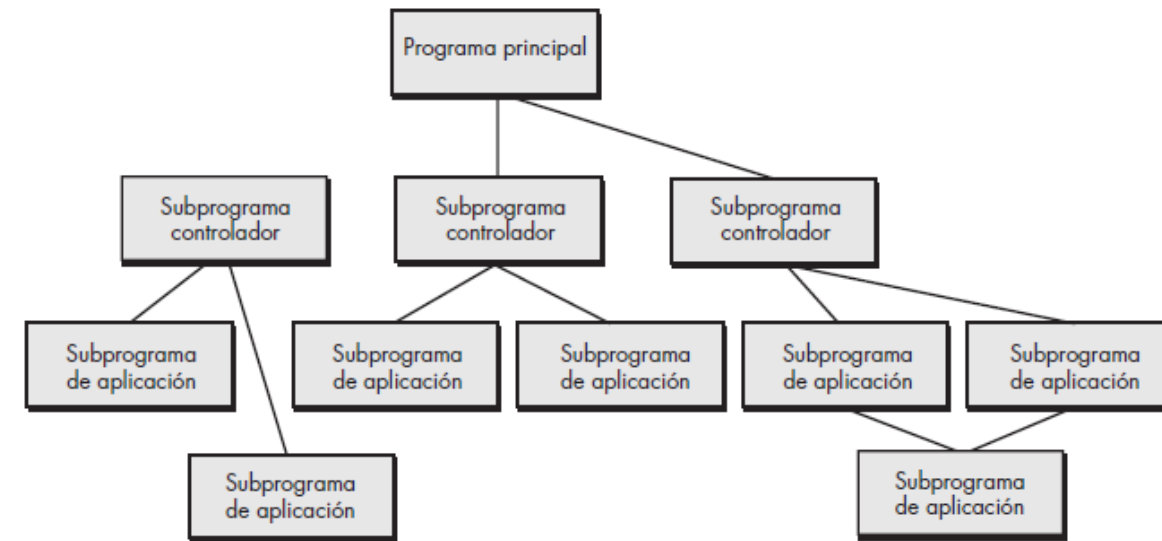 Programa principal
Subprograma
controlador
Subprograma
controlador
Subprograma
controlador
Subprograma
de aplicación
Subprograma
de aplicación
Subprograma
de aplicación
Subprograma
de aplicación
Subprograma
de aplicación
Subprograma
de aplicación
Subprograma
de aplicación